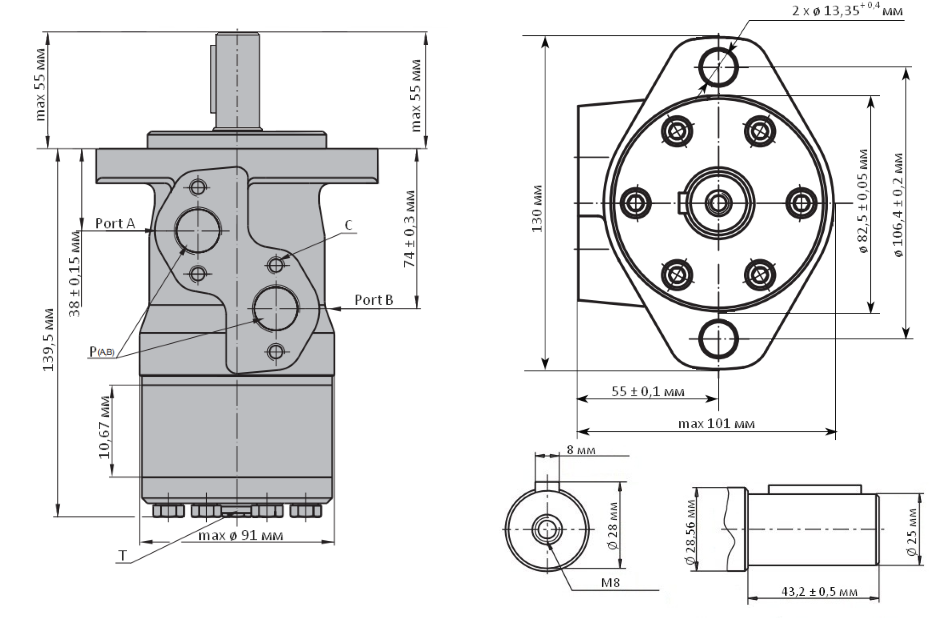 max 55 мм
max 55 мм
Port A
38 ± 0,15 мм
139,5 мм
P(A,B)
10,67 мм
C
74 ± 0,3 мм
Port B
max ø 91 мм
T
2 x ø 13,35+ 0,4 мм
130 мм
ø 82,5 ± 0,05 мм
ø 106,4 ± 0,2 мм
55 ± 0,1 мм
max 101 мм
8 мм
Ø 28 мм
M8
Ø 28,56 мм
Ø 25 мм
43,2 ± 0,5 мм